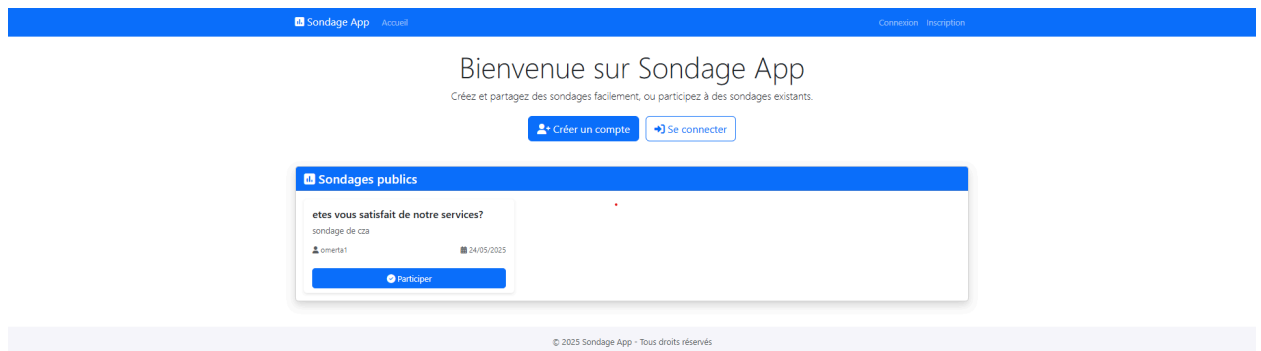 Sondage App Accueil Connexion Inscription
Bienvenue sur Sondage App
Créez et partagez des sondages facilement, ou participez à des sondages existants.
Créer un compte Se connecter
Sondages publics
etes vous satisfait de notre services?
sondage de cza
omerta1 24/05/2025
Participer
© 2025 Sondage App - Tous droits réservés